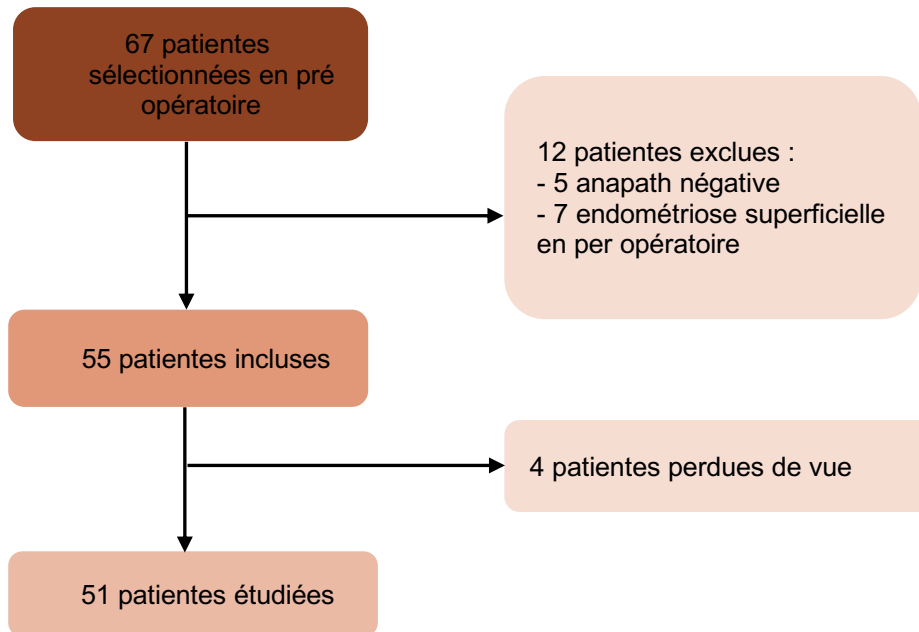 67 patientes
sélectionnées en pré
opératoire
12 patientes exclues :
- 5 anapath négative
- 7 endométriose superficielle
en per opératoire
55 patientes incluses
4 patientes perdues de vue
51 patientes étudiées